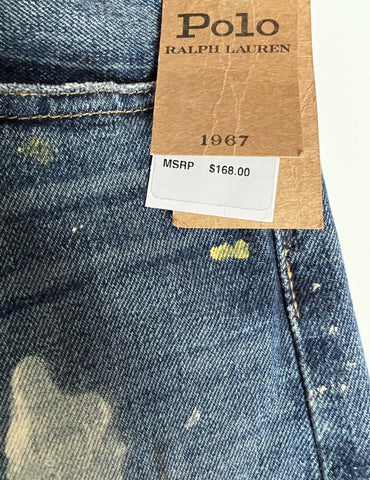 Polo
RALPH LAUREN
1967
MSRP $168.00